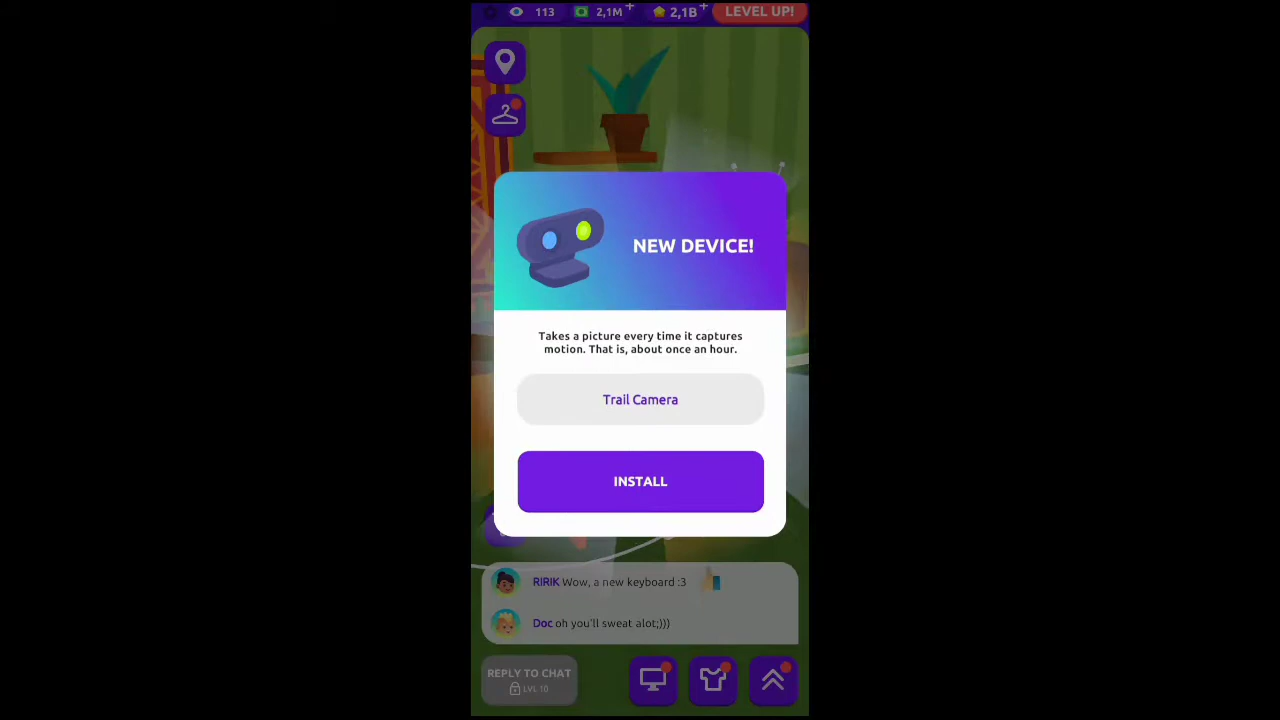 113 2,1M+ 2,1B+ LEVEL UP!
NEW DEVICE!
Takes a picture every time it captures
motion. That is, about once an hour.
Trail Camera
INSTALL
RIRIK Wow, a new keyboard :3
Doc oh you'll sweat alot;)))
REPLY TO CHAT
LVL 10